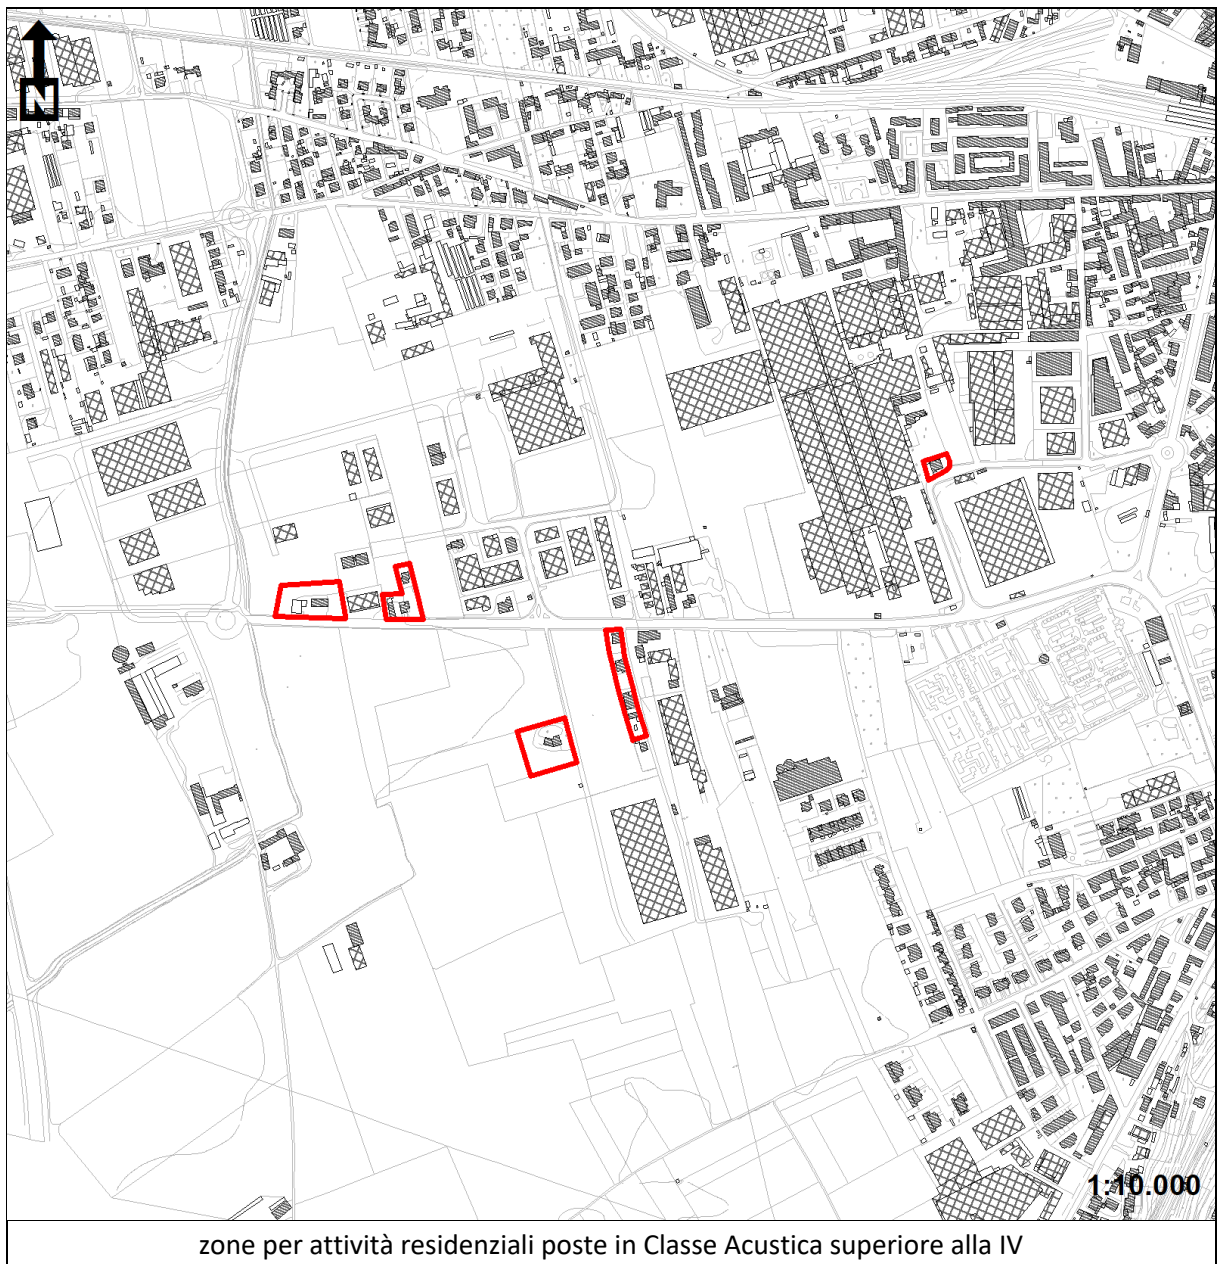 N
1:10.000
zone per attività residenziali poste in Classe Acustica superiore alla IV